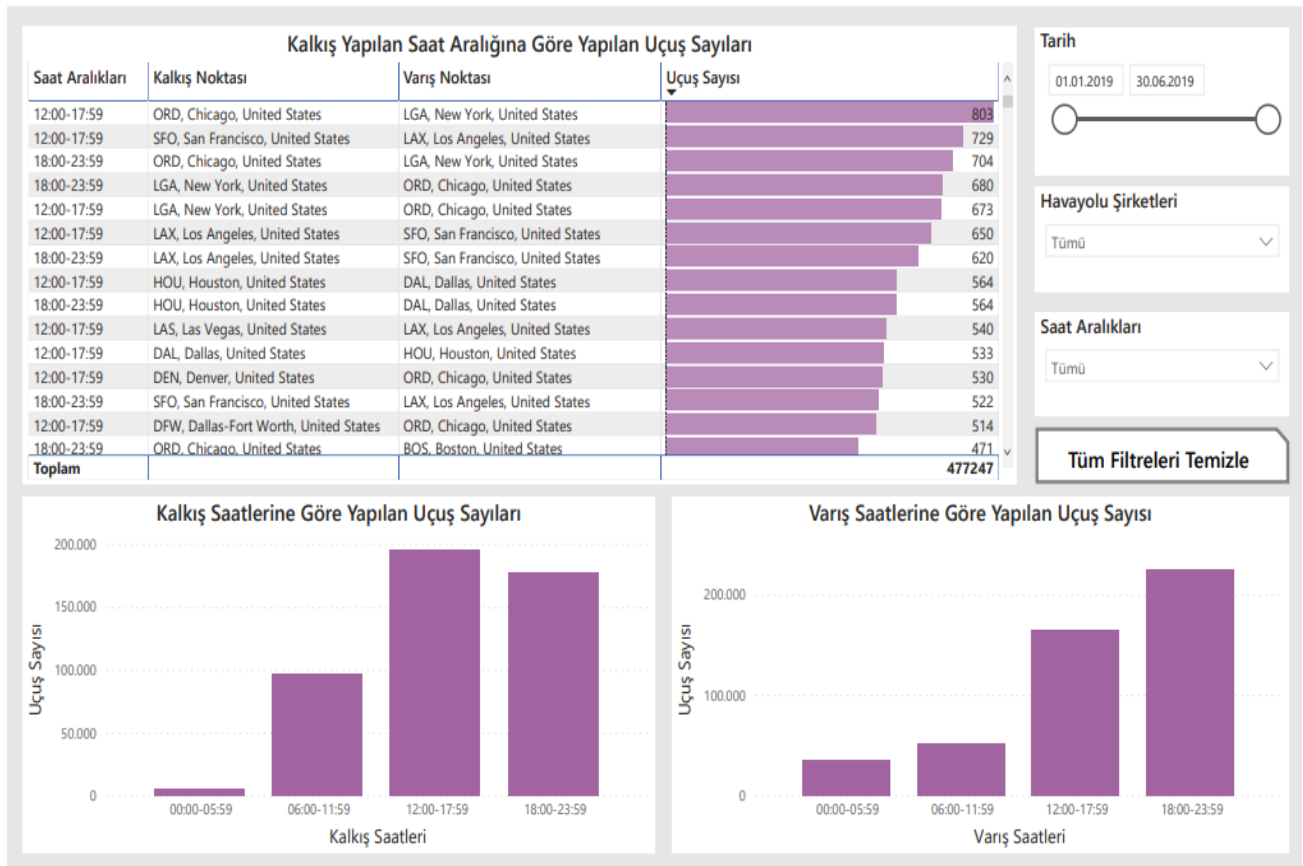 Kalkış Yapılan Saat Aralığına Göre Yapılan Uçuş Sayıları
Saat Aralıkları Kalkış Noktası Varış Noktası Uçuş Sayısı
12:00-17:59 ORD, Chicago, United States LGA, New York, United States 803
12:00-17:59 SFO, San Francisco, United States LAX, Los Angeles, United States 729
18:00-23:59 ORD, Chicago, United States LGA, New York, United States 704
18:00-23:59 LGA, New York, United States ORD, Chicago, United States 680
12:00-17:59 LGA, New York, United States ORD, Chicago, United States 673
12:00-17:59 LAX, Los Angeles, United States SFO, San Francisco, United States 650
18:00-23:59 LAX, Los Angeles, United States SFO, San Francisco, United States 620
12:00-17:59 HOU, Houston, United States DAL, Dallas, United States 564
18:00-23:59 HOU, Houston, United States DAL, Dallas, United States 564
12:00-17:59 LAS, Las Vegas, United States LAX, Los Angeles, United States 540
12:00-17:59 DAL, Dallas, United States HOU, Houston, United States 533
12:00-17:59 DEN, Denver, United States ORD, Chicago, United States 530
18:00-23:59 SFO, San Francisco, United States LAX, Los Angeles, United States 522
12:00-17:59 DFW, Dallas-Fort Worth, United States ORD, Chicago, United States 514
18:00-23:59 ORD, Chicago, United States BOS, Boston, United States 471
Toplam 477247
Tarih
01.01.2019 30.06.2019
Havayolu Şirketleri
Tümü
Saat Aralıkları
Tümü
Tüm Filtreleri Temizle
Kalkış Saatlerine Göre Yapılan Uçuş Sayıları
Uçuş Sayısı
200.000
150.000
100.000
50.000
0
00:00-05:59 06:00-11:59 12:00-17:59 18:00-23:59
Kalkış Saatleri
Varış Saatlerine Göre Yapılan Uçuş Sayısı
Uçuş Sayısı
200.000
100.000
0
00:00-05:59 06:00-11:59 12:00-17:59 18:00-23:59
Varış Saatleri